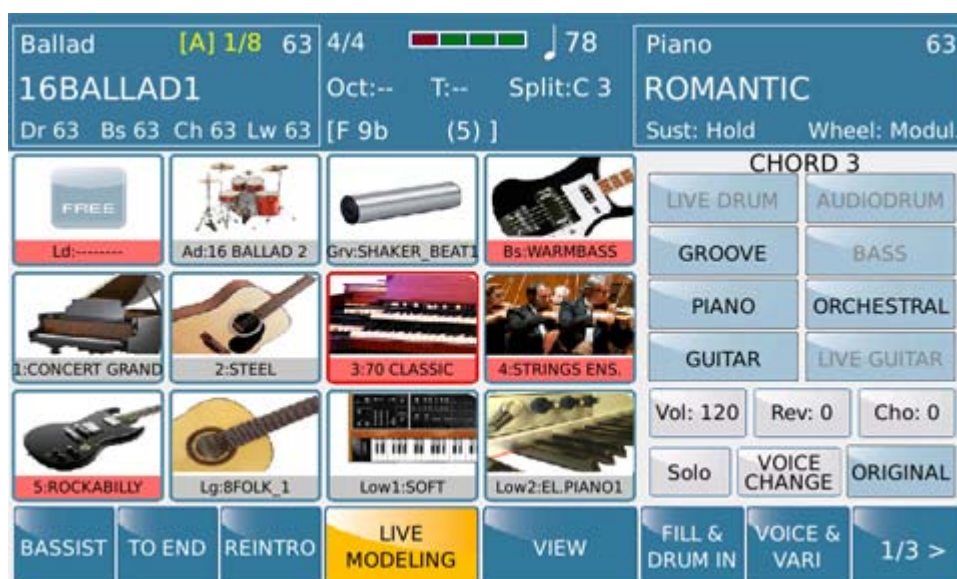 Ballad [A] 1/8 63
16BALLAD1
Dr 63 Bs 63 Ch 63 Lw 63
4/4 78
Oct:-- T:-- Split:C 3
[F 9b (5) ]
Piano 63
ROMANTIC
Sust: Hold Wheel: Modul.
FREE
Ld:--------
Ad:16 BALLAD 2
Grv:SHAKER_BEAT1
Bs:WARMBASS
1:CONCERT GRAND
2:STEEL
3:70 CLASSIC
4:STRINGS ENS.
5:ROCKABILLY
Lg:8FOLK_1
Low1:SOFT
Low2:EL.PIANO1
CHORD 3
LIVE DRUM AUDIODRUM
GROOVE BASS
PIANO ORCHESTRAL
GUITAR LIVE GUITAR
Vol: 120 Rev: 0 Cho: 0
Solo
VOICE
CHANGE
ORIGINAL
BASSIST
TO END
REINTRO
LIVE
MODELING
VIEW
FILL &
DRUM IN
VOICE &
VARI
1/3 >